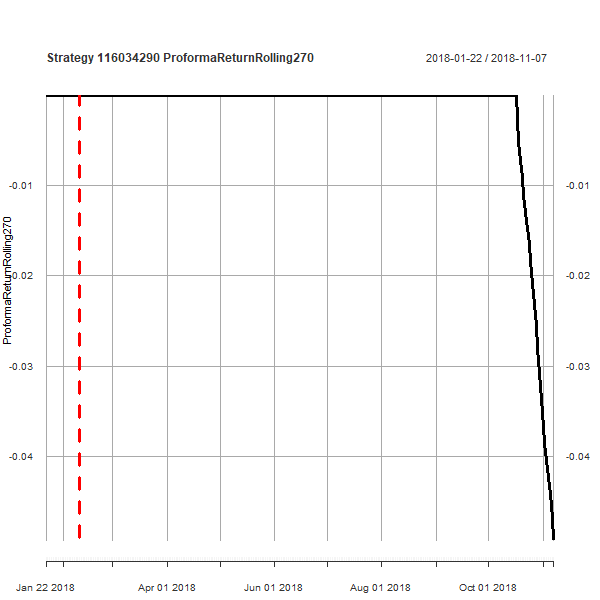 Strategy 116034290 ProformaReturnRolling270
2018-01-22 / 2018-11-07
ProformaReturnRolling270
-0.01
-0.02
-0.03
-0.04
-0.01
-0.02
-0.03
-0.04
Jan 22 2018
Apr 01 2018
Jun 01 2018
Aug 01 2018
Oct 01 2018